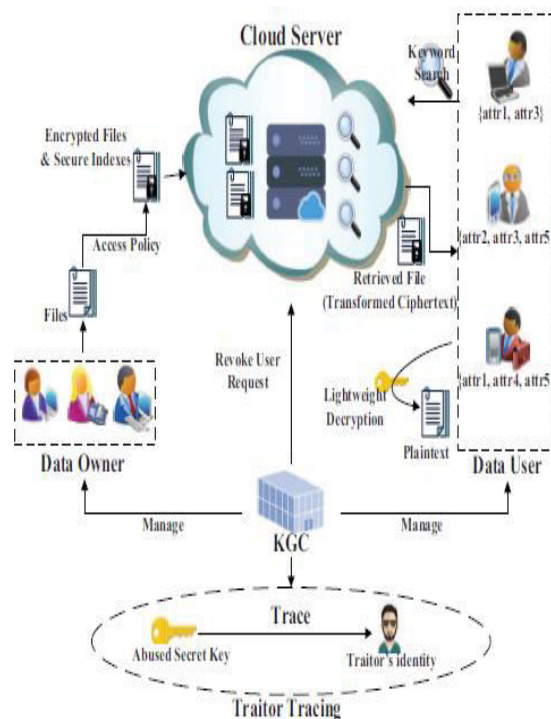 Cloud Server
Keyword
Search
{attr1, attr3}
Encrypted Files
& Secure Indexes
{attr2, attr3, attr5}
Access Policy
Retrieved File
(Transformed Ciphertext)
Files
Revoke User
Request
{attr1, attr4, attr5}
Lightweight
Decryption
Plaintext
Data Owner
Data User
Manage
KGC
Manage
Trace
Abused Secret Key
Traitor's identity
Traitor Tracing